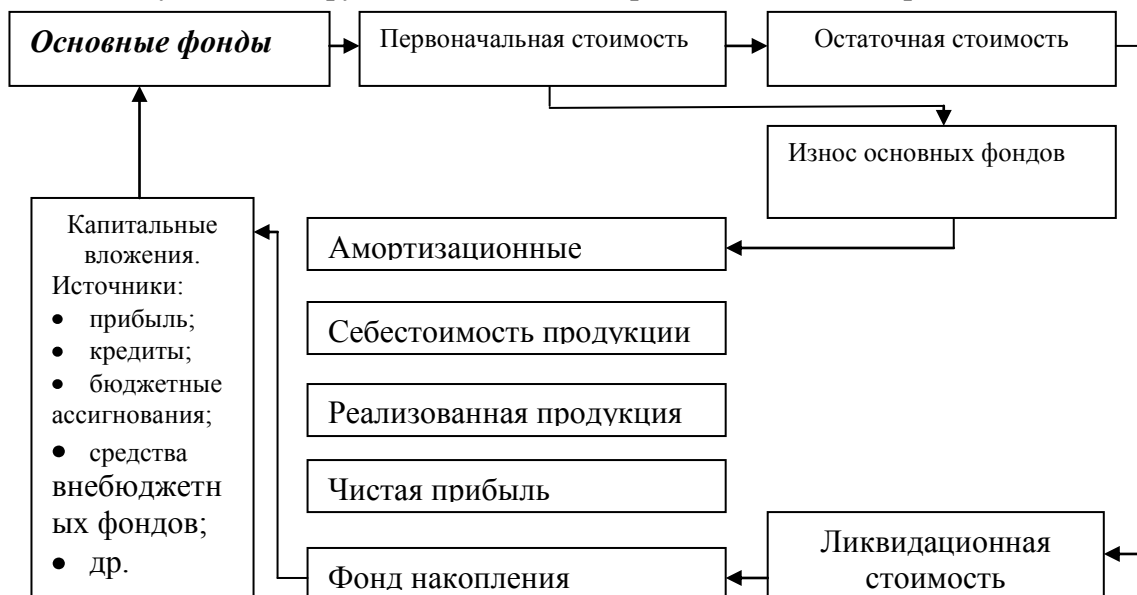 Основные фонды
Первоначальная стоимость
Остаточная стоимость
Износ основных фондов
Капитальные
вложения.
Источники:
• прибыль;
• кредиты;
• бюджетные
ассигнования;
• средства
внебюджетн
ых фондов;
• др.
Амортизационные
Себестоимость продукции
Реализованная продукция
Чистая прибыль
Фонд накопления
Ликвидационная
стоимость